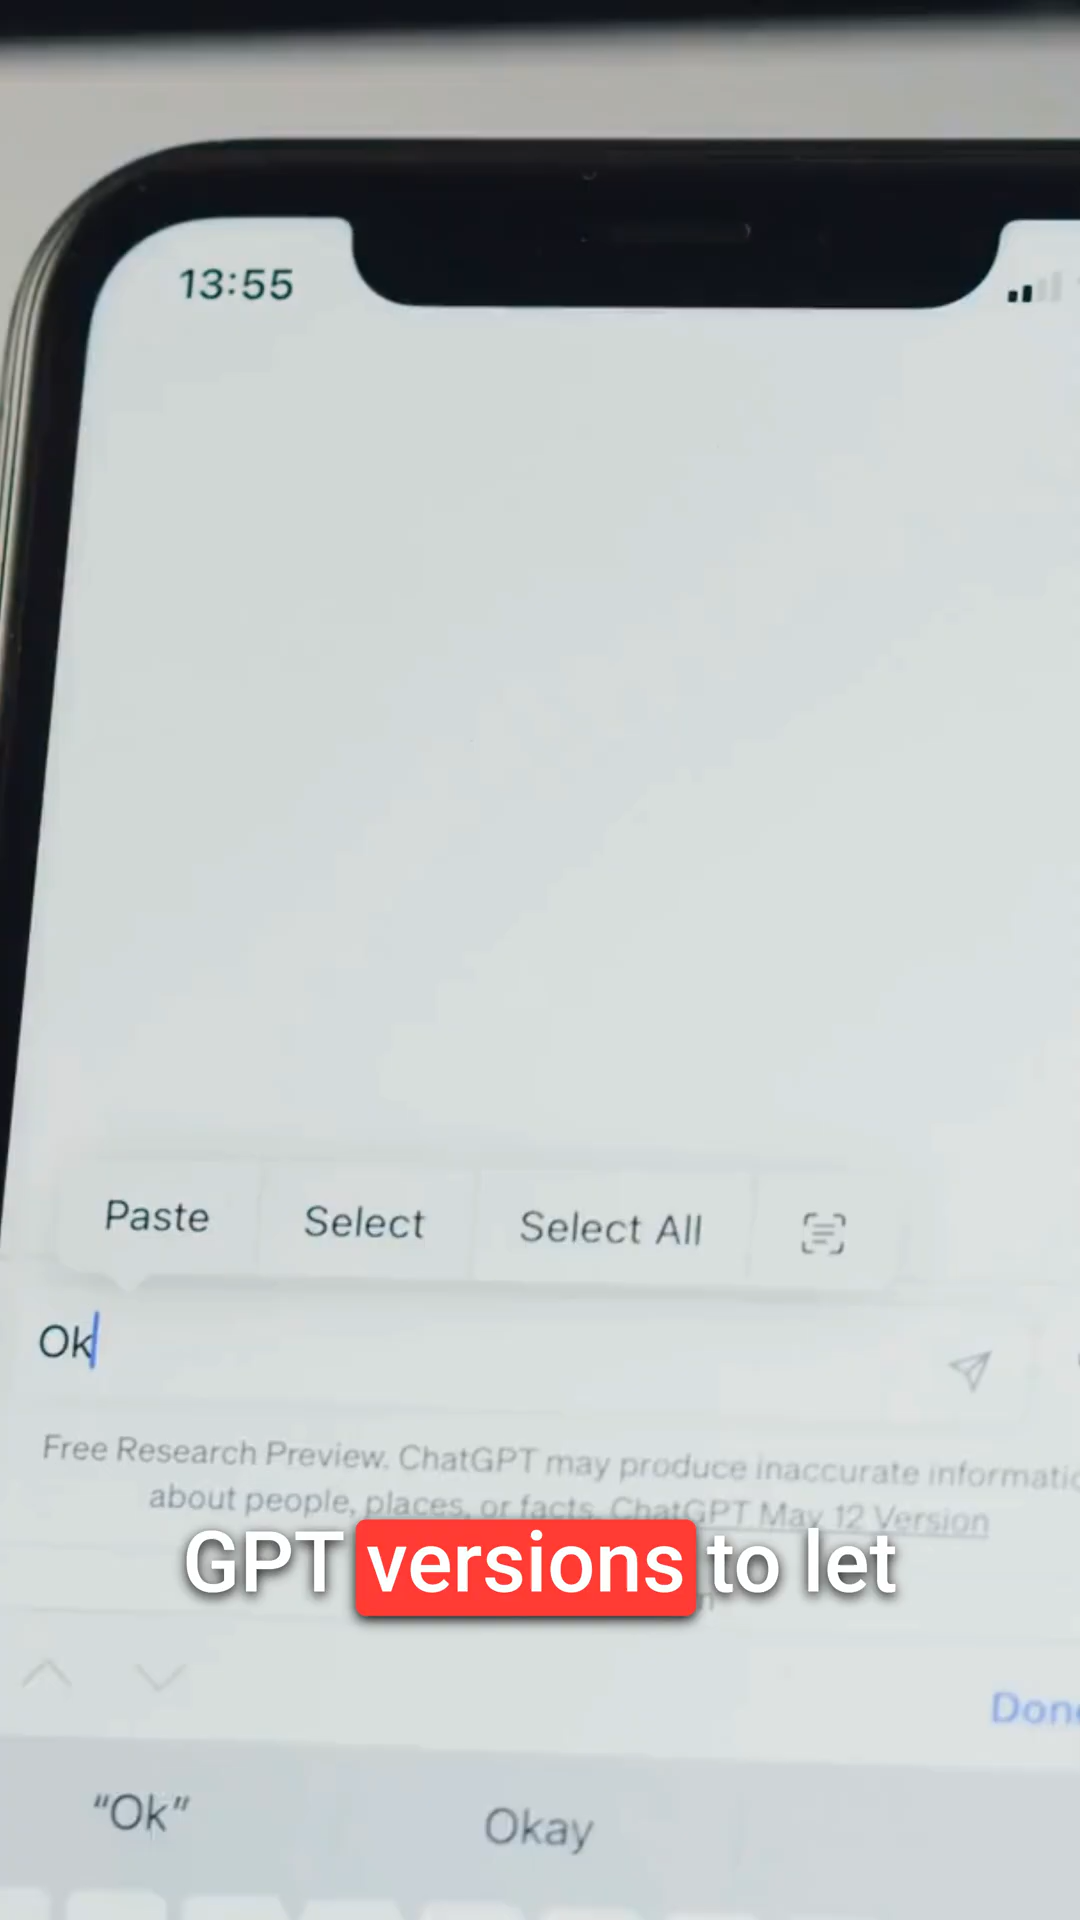 13:55
Paste Select Select All
Ok
Free Research Preview. ChatGPT may produce inaccurate
about people, places, or facts. ChatGPT May 12 Version
GPT versions to let
"Ok" Okay